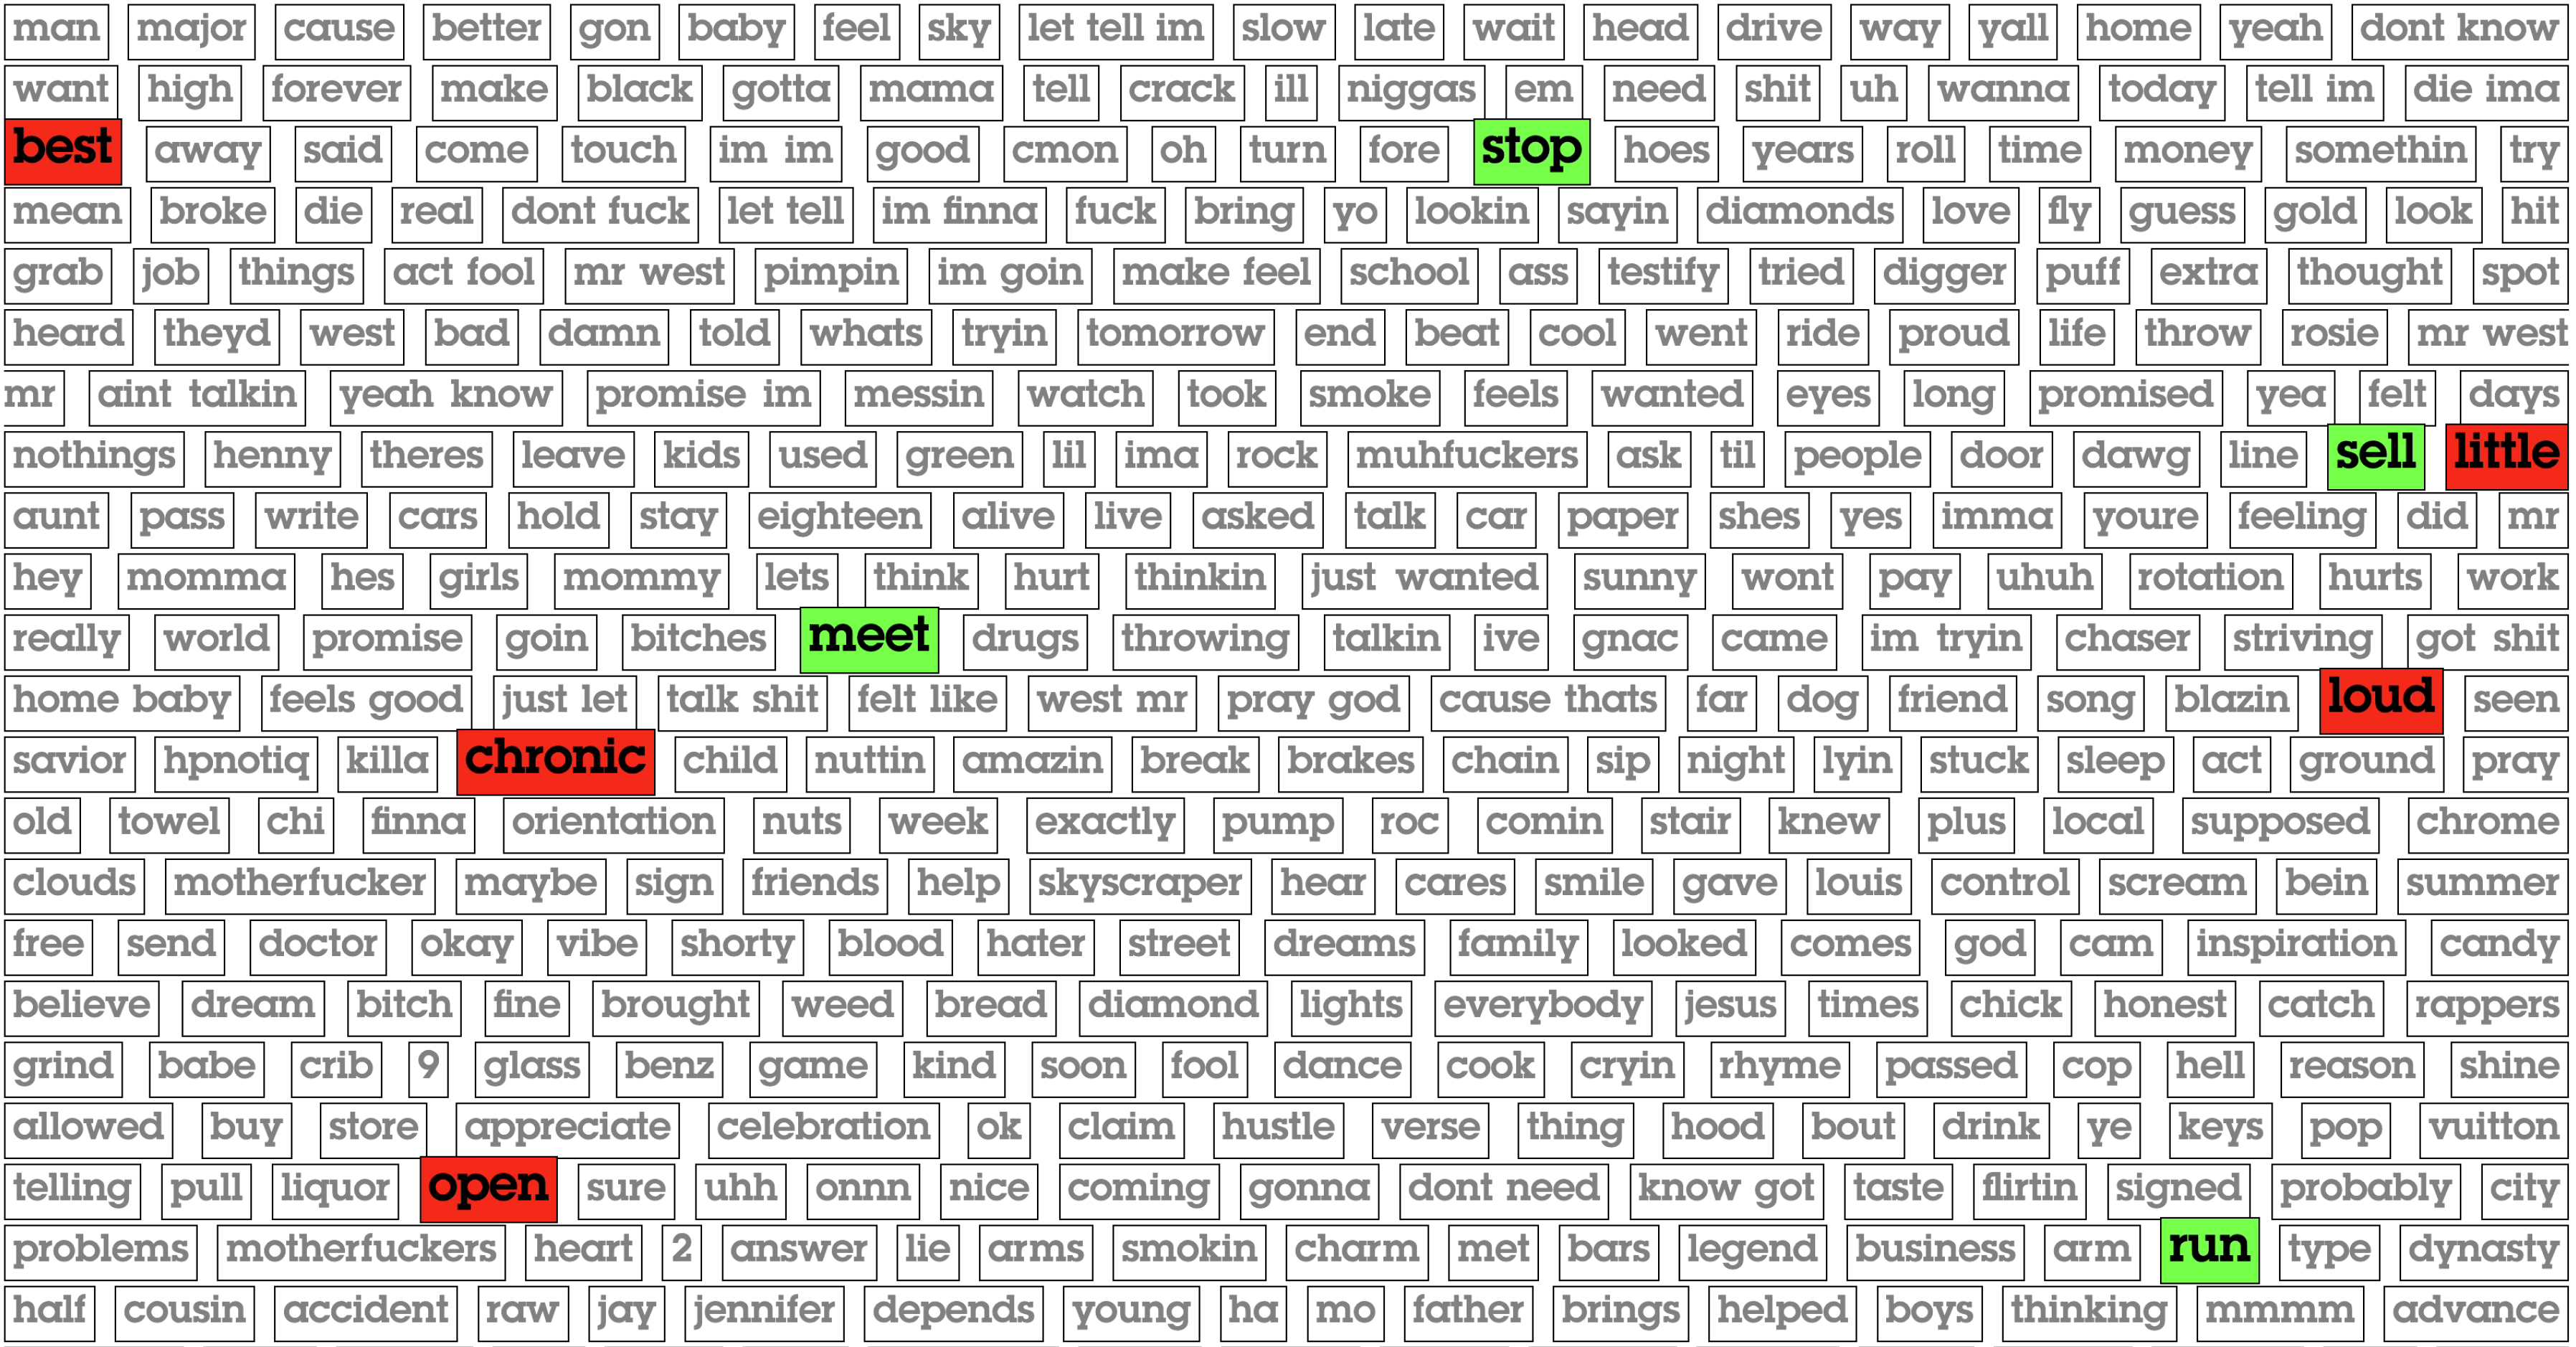 man major cause better gon baby feel sky let tell im slow late wait head drive way yall home yeah dont know
want high forever make black gotta mama tell crack ill niggas em need shit uh wanna today tell im die ima
best away said come touch im im good cmon oh turn fore stop hoes years roll time money somethin try
mean broke die real dont fuck let tell im finna fuck bring yo lookin sayin diamonds love fly guess gold look hit
grab job things act fool mr west pimpin im goin make feel school ass testify tried digger puff extra thought spot
heard theyd west bad damn told whats tryin tomorrow end beat cool went ride proud life throw rosie mr west
mr aint talkin yeah know promise im messin watch took smoke feels wanted eyes long promised yea felt days
nothings henny theres leave kids used green lil ima rock muhfuckers ask til people door dawg line sell little
aunt pass write cars hold stay eighteen alive live asked talk car paper shes yes imma youre feeling did mr
hey momma hes girls mommy lets think hurt thinkin just wanted sunny wont pay uhuh rotation hurts work
really world promise goin bitches meet drugs throwing talkin ive gnac came im tryin chaser striving got shit
home baby feels good just let talk shit felt like west mr pray god cause thats far dog friend song blazin loud seen
savior hpnotiq killa chronic child nuttin amazin break brakes chain sip night lyin stuck sleep act ground pray
old towel chi finna orientation nuts week exactly pump roc comin stair knew plus local supposed chrome
clouds motherfucker maybe sign friends help skyscraper hear cares smile gave louis control scream bein summer
free send doctor okay vibe shorty blood hater street dreams family looked comes god cam inspiration candy
believe dream bitch fine brought weed bread diamond lights everybody jesus times chick honest catch rappers
grind babe crib 9 glass benz game kind soon fool dance cook cryin rhyme passed cop hell reason shine
allowed buy store appreciate celebration ok claim hustle verse thing hood bout drink ye keys pop vuitton
telling pull liquor open sure uhh onnn nice coming gonna dont need know got taste flirtin signed probably city
problems motherfuckers heart 2 answer lie arms smokin charm met bars legend business arm run type dynasty
half cousin accident raw jay jennifer depends young ha mo father brings helped boys thinking mmmm advance